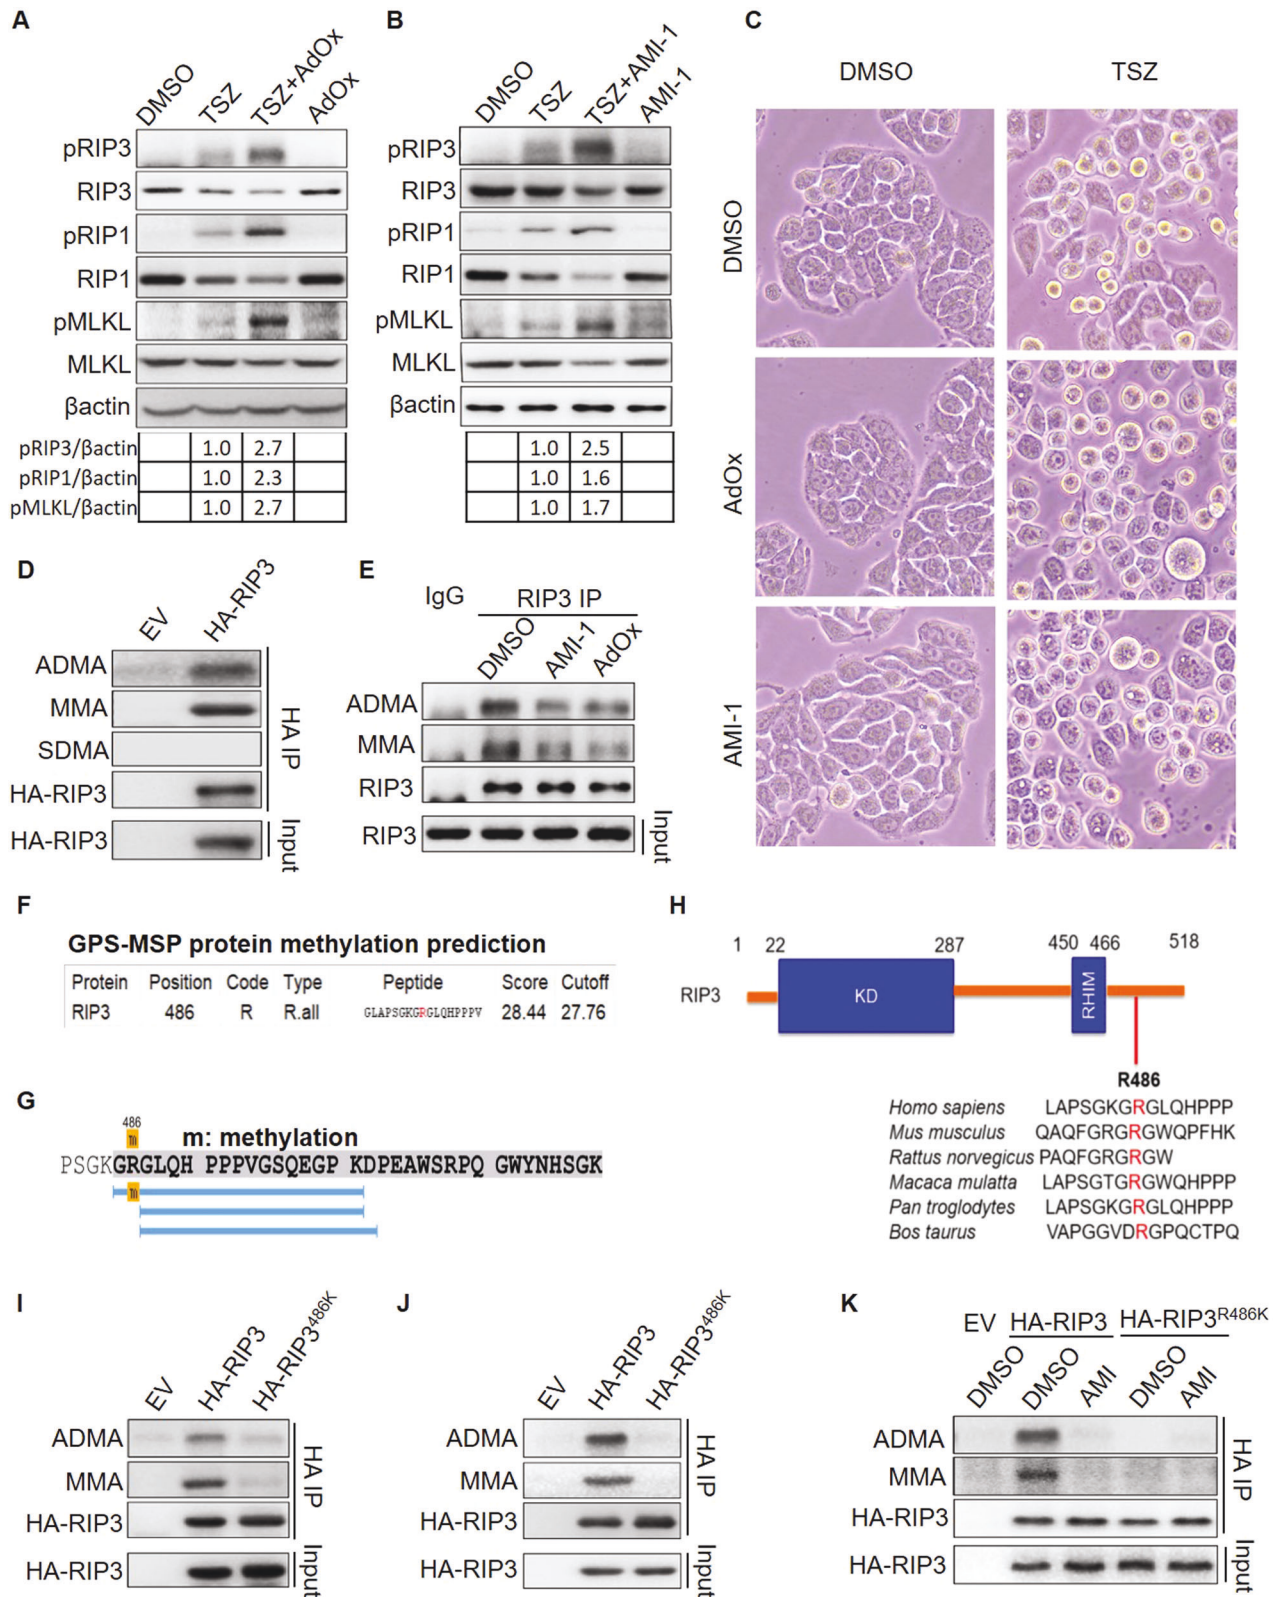 A
DMSO
TSZ
TSZ+AdOx
AdOx
pRIP3
RIP3
pRIP1
RIP1
pMLKL
MLKL
βactin
pRIP3/βactin 1.0 2.7
pRIP1/βactin 1.0 2.3
pMLKL/βactin 1.0 2.7
B
DMSO
TSZ
TSZ+AMI-1
AMI-1
pRIP3
RIP3
pRIP1
RIP1
pMLKL
MLKL
βactin
1.0 2.5
1.0 1.6
1.0 1.7
C
DMSO TSZ
DMSO
AdOx
AMI-1
D
EV
HA-RIP3
ADMA
MMA
SDMA
HA-RIP3
HA-RIP3
HA IP
Input
E
IgG RIP3 IP
DMSO
AMI-1
AdOx
ADMA
MMA
RIP3
RIP3
Input
F
GPS-MSP protein methylation prediction
Protein Position Code Type Peptide Score Cutoff
RIP3 486 R R.all GLAPSGKGRGLQHPPPV 28.44 27.76
G
486
m m: methylation
PSGKGRGLQH PPPVGSQEGP KDPEAWSRPQ GWYNHSGK
m
H
1 22 287 450 466 518
RIP3 KD RHIM
R486
Homo sapiens LAPSGKGRGLQHPPP
Mus musculus QAQFGRGRGWQPFHK
Rattus norvegicus PAQFGRGRGW
Macaca mulatta LAPSGTGRGWQHPPP
Pan troglodytes LAPSGKGRGLQHPPP
Bos taurus VAPGGVDRGPQCTPQ
I
EV
HA-RIP3
HA-RIP3486K
ADMA
MMA
HA-RIP3
HA-RIP3
HA IP
Input
J
EV
HA-RIP3
HA-RIP3486K
ADMA
MMA
HA-RIP3
HA-RIP3
HA IP
Input
K
EV HA-RIP3 HA-RIP3R486K
DMSO
DMSO
AMI
DMSO
AMI
ADMA
MMA
HA-RIP3
HA-RIP3
HA IP
Input